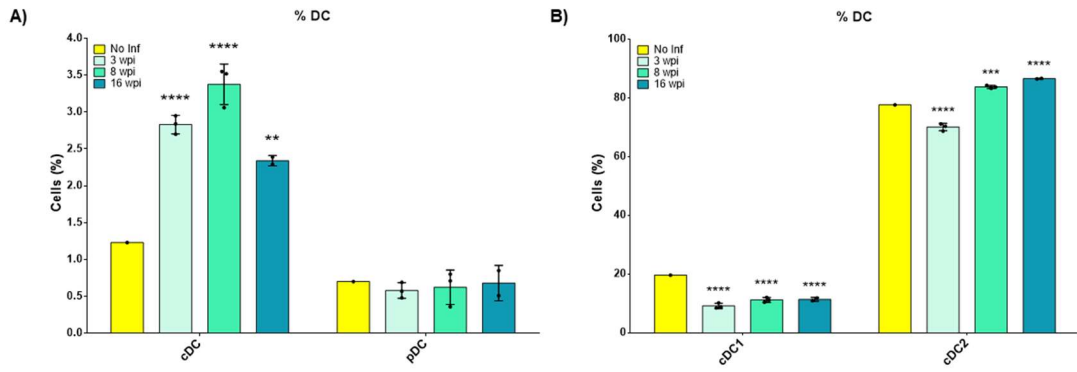 A)
% DC
No Inf
3 wpi
8 wpi
16 wpi
Cells (%)
4.0
3.5
3.0
2.5
2.0
1.5
1.0
0.5
0.0
****
****
**
cDC
pDC
B)
% DC
No Inf
3 wpi
8 wpi
16 wpi
Cells (%)
100
80
60
40
20
0
****
****
****
****
***
****
cDC1
cDC2